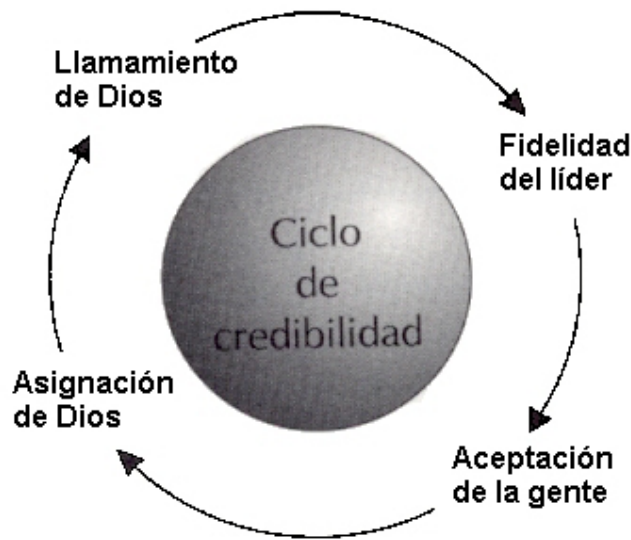 Llamamiento
de Dios
Fidelidad
del líder
Ciclo
de
credibilidad
Asignación
de Dios
Aceptación
de la gente